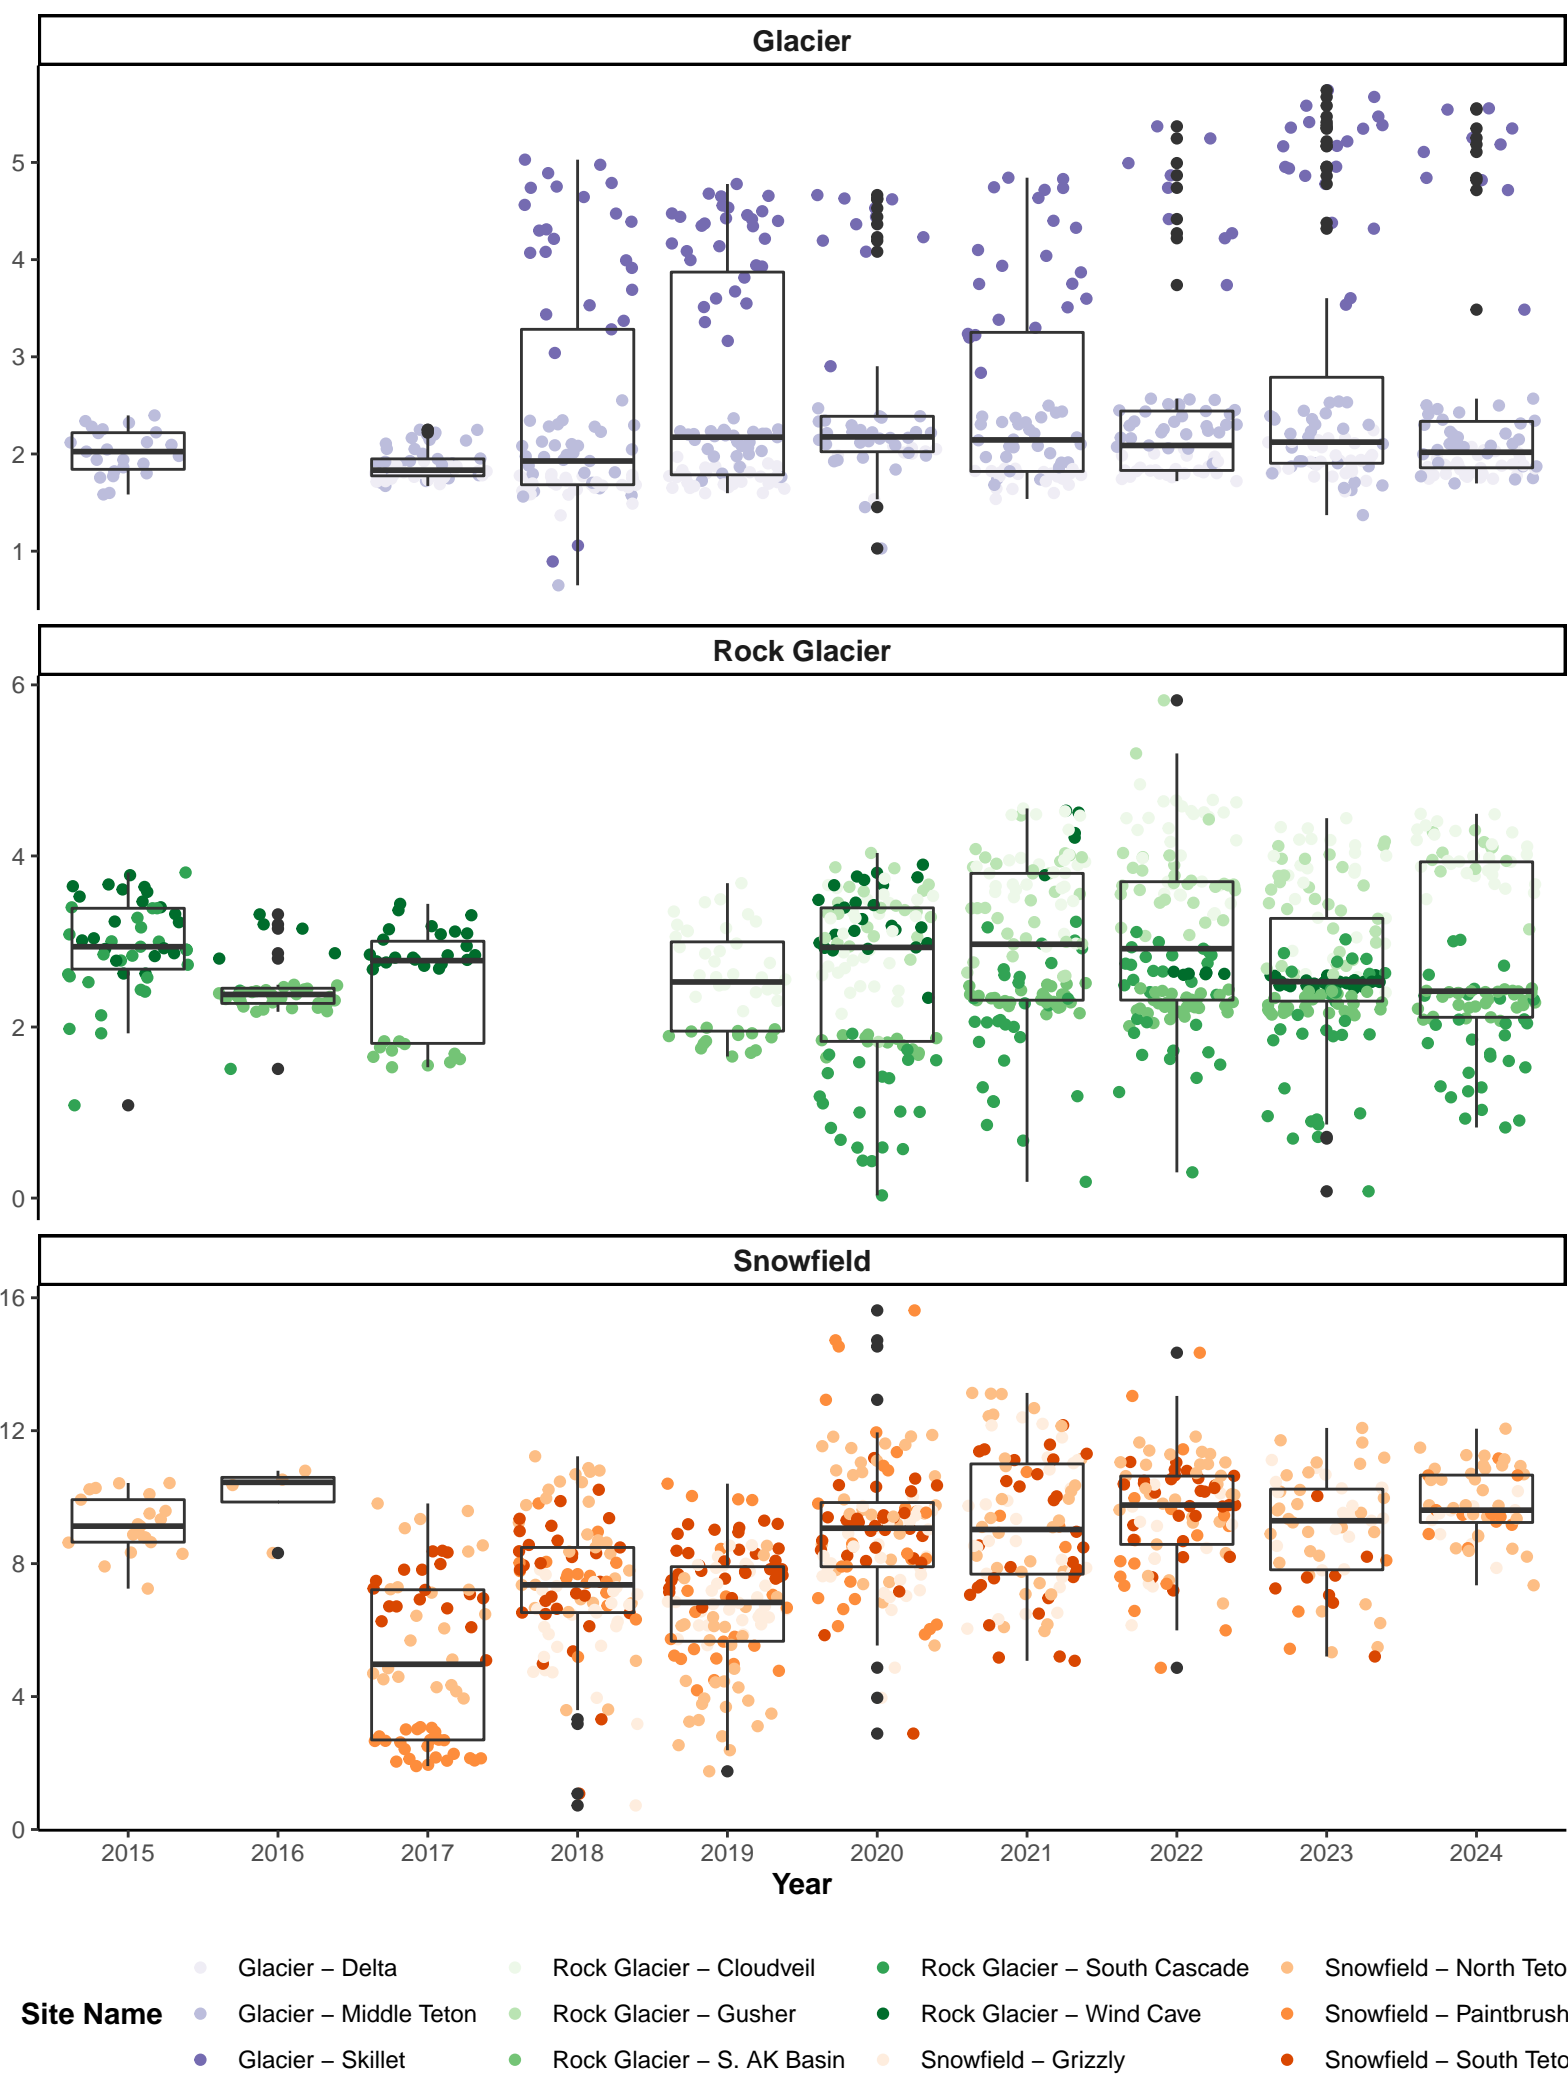 Glacier
5
4
3
2
1
Rock Glacier
6
4
2
0
Snowfield
16
12
8
4
0
2015 2016 2017 2018 2019 2020 2021 2022 2023 2024
Year
Site Name
Glacier – Delta Rock Glacier – Cloudveil Rock Glacier – South Cascade Snowfield – North Teto
Glacier – Middle Teton Rock Glacier – Gusher Rock Glacier – Wind Cave Snowfield – Paintbrush
Glacier – Skillet Rock Glacier – S. AK Basin Snowfield – Grizzly Snowfield – South Teto